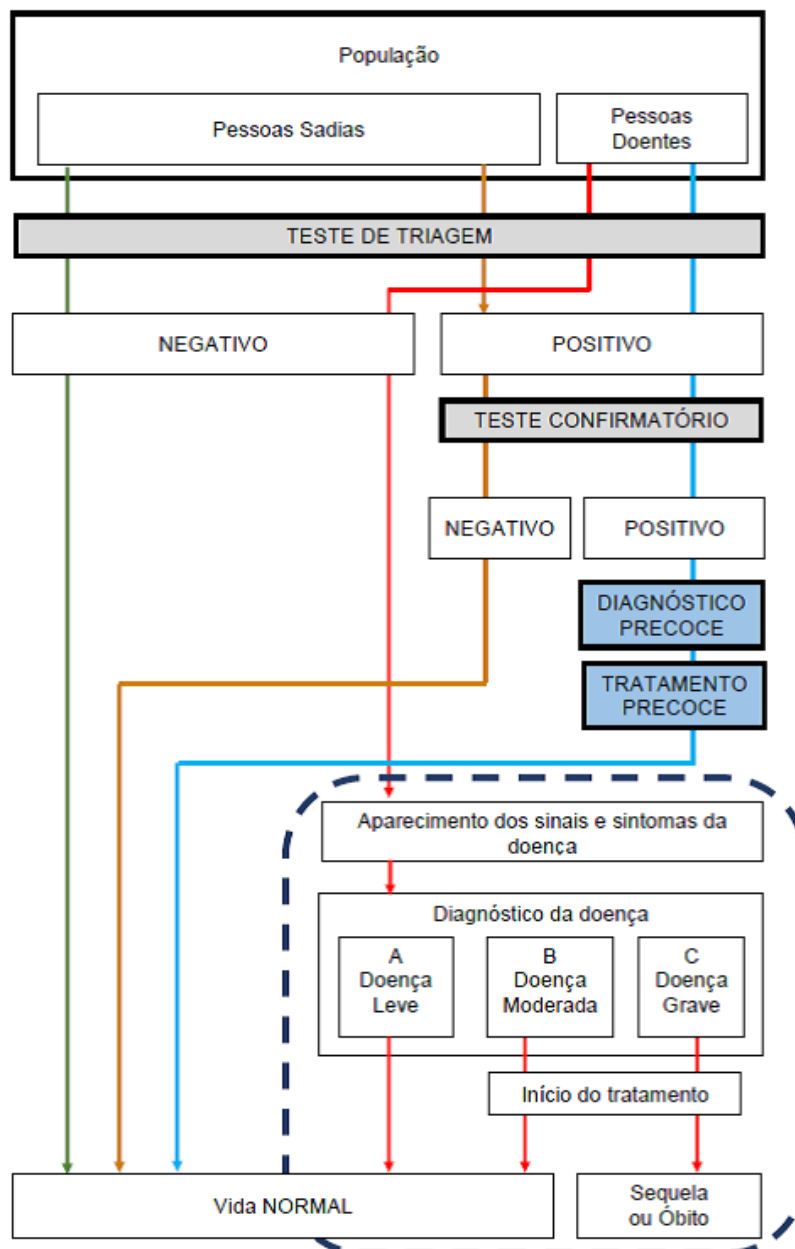 População
Pessoas Sadias
Pessoas
Doentes
TESTE DE TRIAGEM
NEGATIVO
POSITIVO
TESTE CONFIRMATÓRIO
NEGATIVO
POSITIVO
DIAGNÓSTICO
PRECOCE
TRATAMENTO
PRECOCE
Aparecimento dos sinais e sintomas da
doença
Diagnóstico da doença
A
Doença
Leve
B
Doença
Moderada
C
Doença
Grave
Início do tratamento
Vida NORMAL
Sequela
ou Óbito